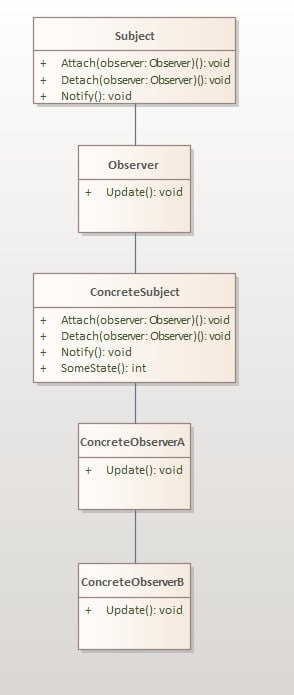 Subject
+ Attach(observer: Observer)(): void
+ Detach(observer: Observer)(): void
+ Notify(): void
Observer
+ Update(): void
ConcreteSubject
+ Attach(observer: Observer)(): void
+ Detach(observer: Observer)(): void
+ Notify(): void
+ SomeState(): int
ConcreteObserverA
+ Update(): void
ConcreteObserverB
+ Update(): void